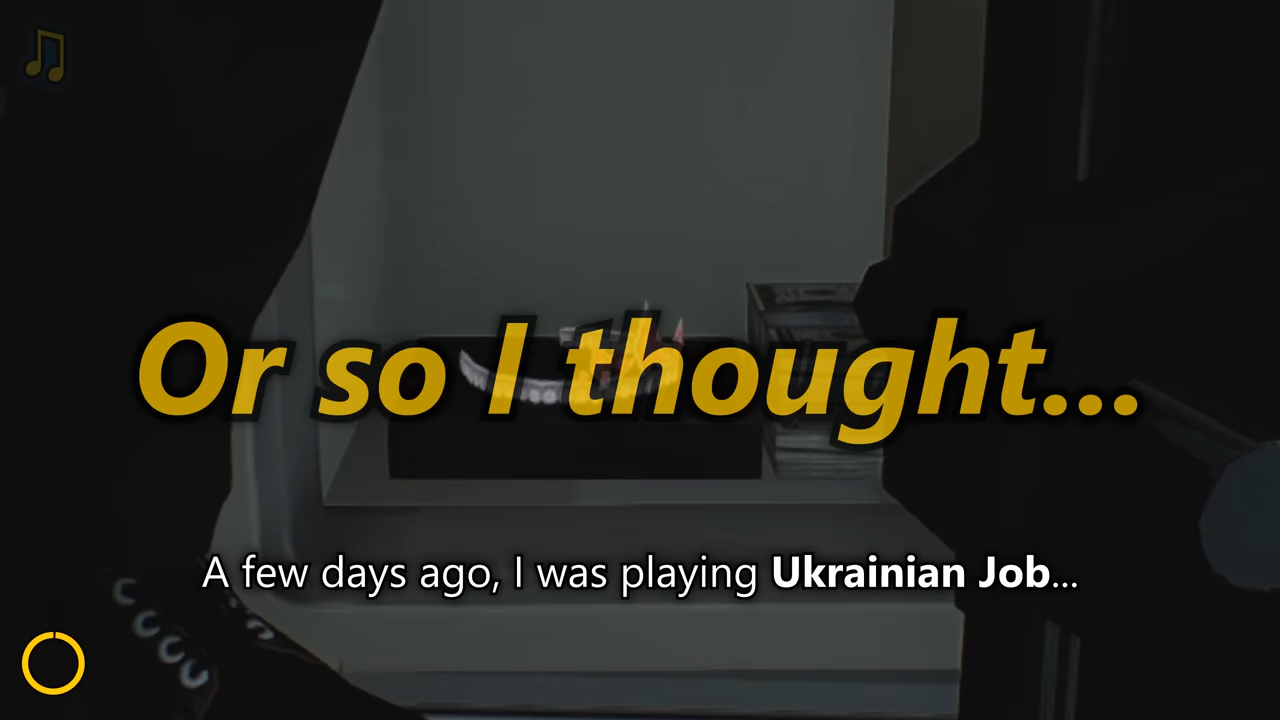 Or so I thought...
A few days ago, I was playing Ukrainian Job...